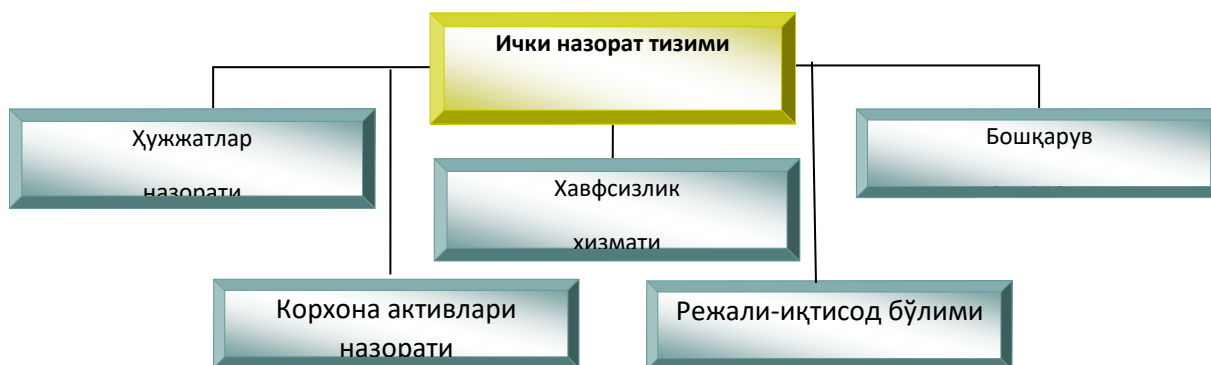 Ички назорат тизими
Ҳужжатлар
назорати
Хавфсизлик
хизмати
Бошқарув
Корхона активлари
назорати
Режали-иқтисод бўлими